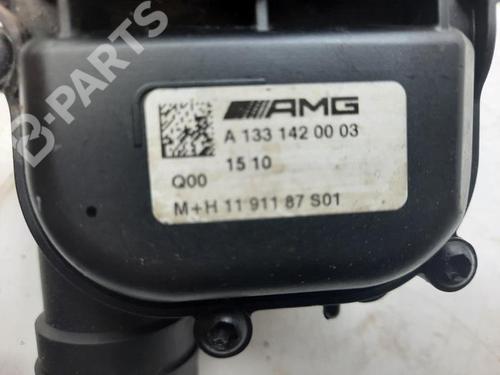 B-PARTS
AMG
A 133 142 00 03
15 10
Q00
M+H 11 911 87 S01